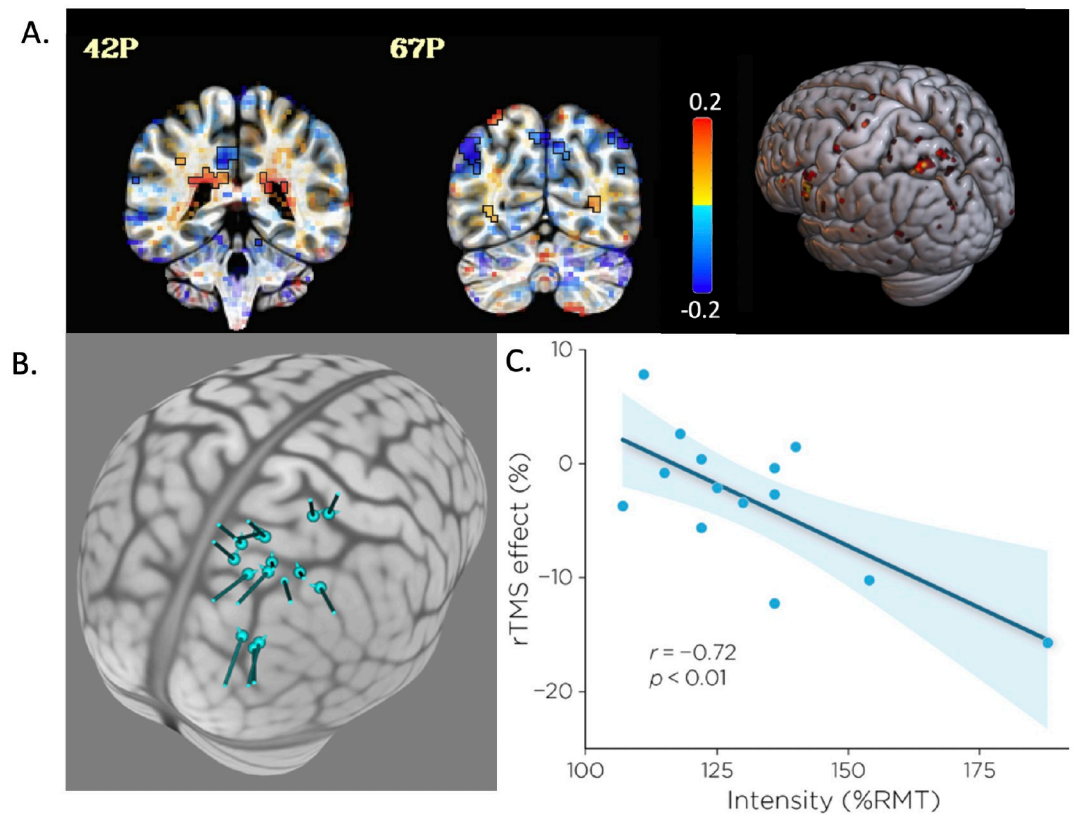 A.
42P
67P
0.2
-0.2
B.
C.
10
0
−10
−20
rTMS effect (%)
r = −0.72
p < 0.01
100
125
150
175
Intensity (%RMT)